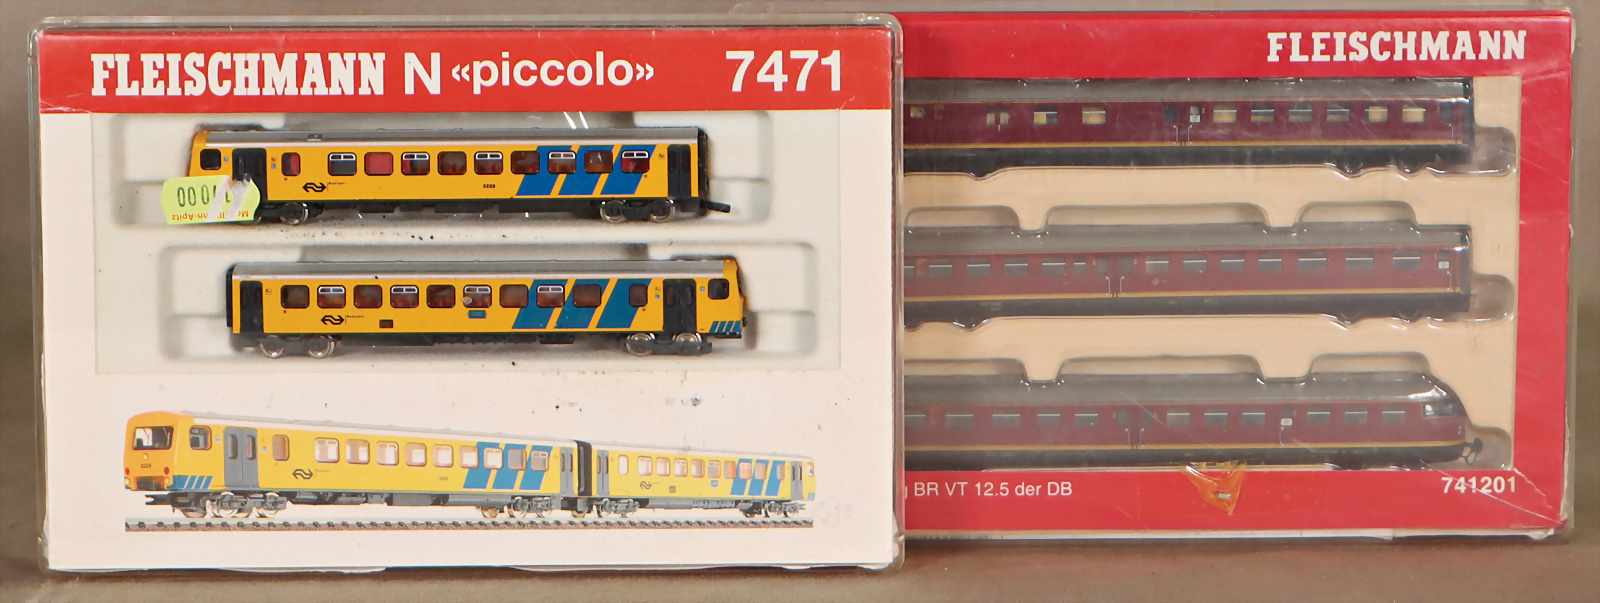 FLEISCHMANN N «piccolo» 7471
FLEISCHMANN
BR VT 12.5 der DB
741201